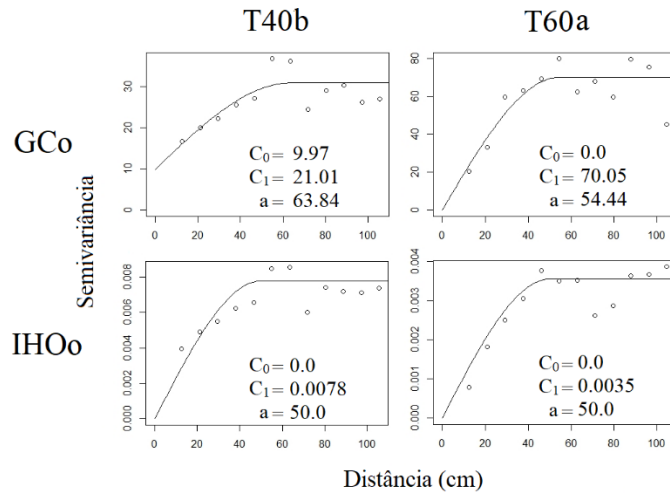 T40b
T60a
GCo
IHOo
Semivariância
0 10 20 30
0 20 40 60 80 100
C₀ = 9.97
C₁ = 21.01
a = 63.84
0 20 40 60 80
0 20 40 60 80 100
C₀ = 0.0
C₁ = 70.05
a = 54.44
0.000 0.002 0.004 0.006 0.008
0 20 40 60 80 100
C₀ = 0.0
C₁ = 0.0078
a = 50.0
0.000 0.001 0.002 0.003 0.004
0 20 40 60 80 100
C₀ = 0.0
C₁ = 0.0035
a = 50.0
Distância (cm)